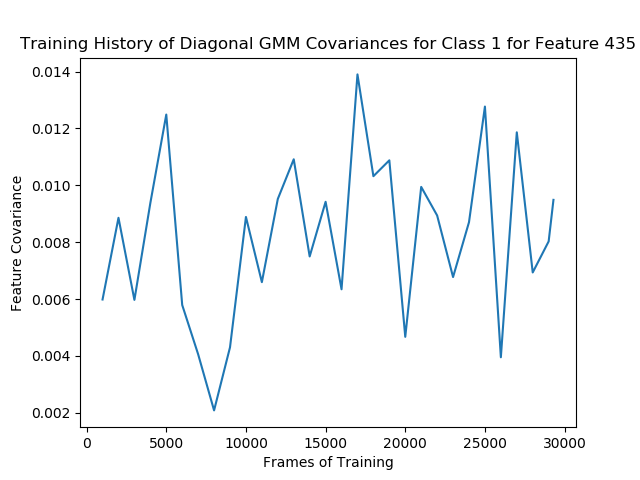 Training History of Diagonal GMM Covariances for Class 1 for Feature 435
0.014
0.012
0.010
0.008
0.006
0.004
0.002
Feature Covariance
0 5000 10000 15000 20000 25000 30000
Frames of Training